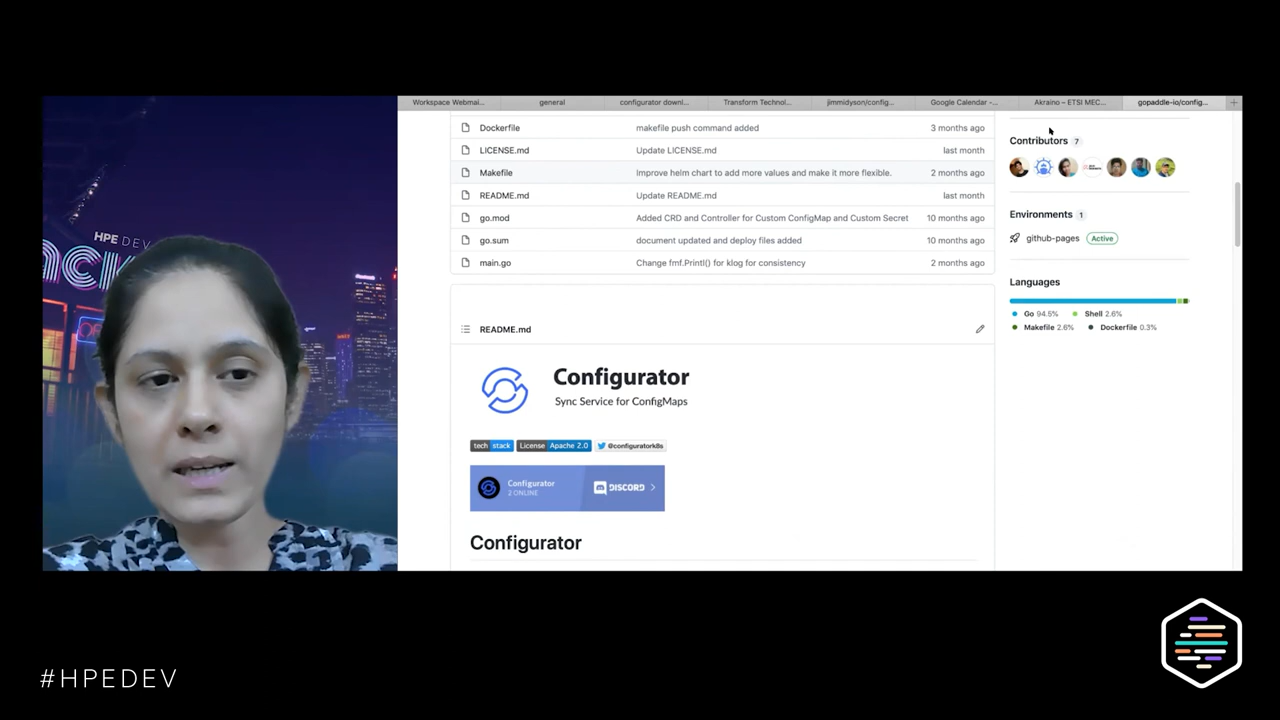 Workspace Webmai... general configurator downl... Transform Technol... jimmidyson/config... Google Calendar -... Akraino – ETSI MEC... gopaddle-io/config... +
Dockerfile makefile push command added 3 months ago
LICENSE.md Update LICENSE.md last month
Makefile Improve helm chart to add more values and make it more flexible. 2 months ago
README.md Update README.md last month
go.mod Added CRD and Controller for Custom ConfigMap and Custom Secret 10 months ago
go.sum document updated and deploy files added 10 months ago
main.go Change fmf.Printl() for klog for consistency 2 months ago
README.md
Configurator
Sync Service for ConfigMaps
tech stack License Apache 2.0 @configuratork8s
Configurator
2 ONLINE
DISCORD
Configurator
Contributors 7
Environments 1
github-pages Active
Languages
Go 94.5% Shell 2.6%
Makefile 2.6% Dockerfile 0.3%
HPE DEV
#HPEDEV